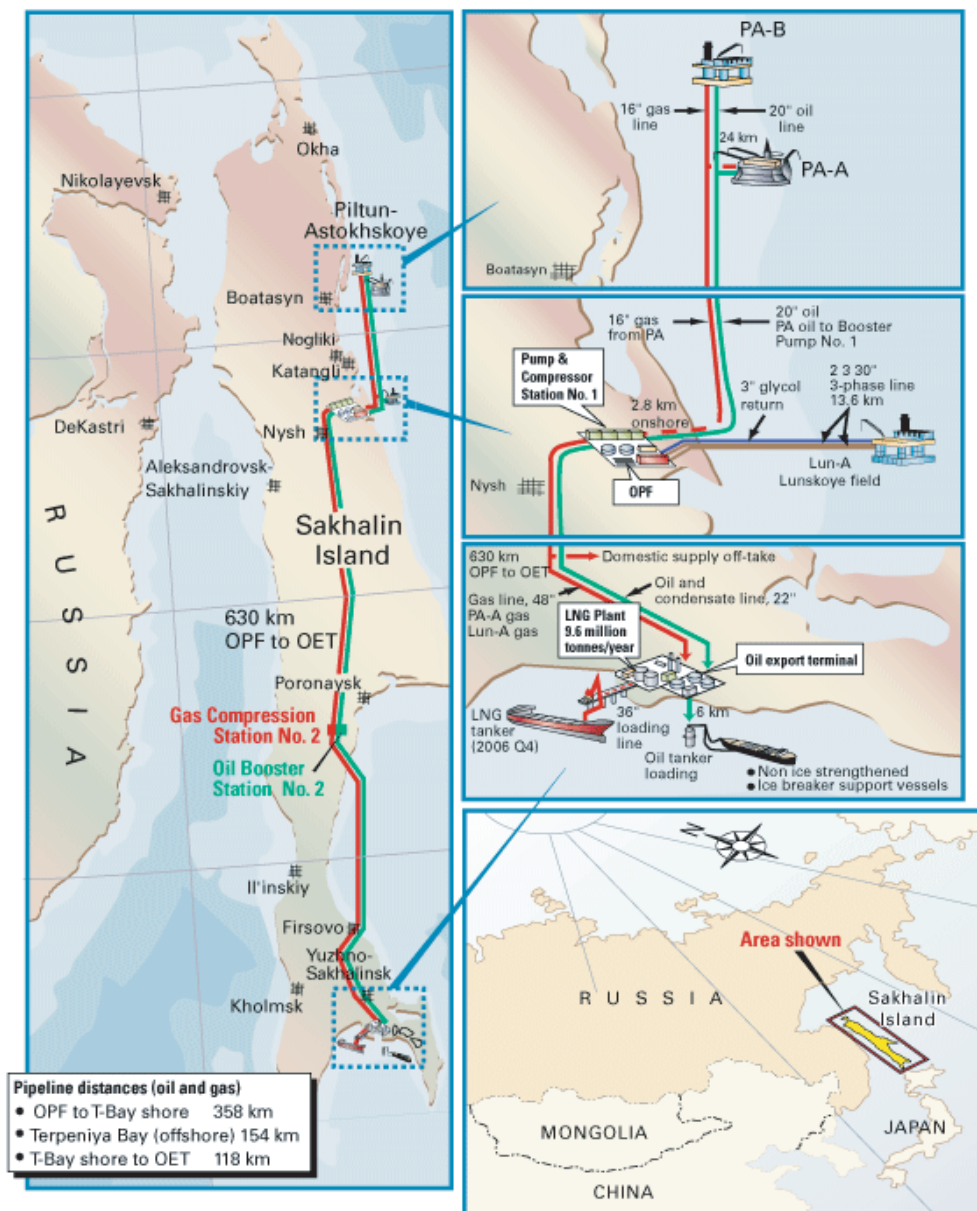 Okha
Nikolayevsk
Piltun-
Astokhskoye
Boatasyn
Nogliki
Katangli
DeKastri
Nysh
Aleksandrovsk-
Sakhalinskiy
RUSSIA
Sakhalin
Island
630 km
OPF to OET
Poronaysk
Gas Compression
Station No. 2
Oil Booster
Station No. 2
Il'inskiy
Firsovo
Yuzhno-
Sakhalinsk
Kholmsk
Pipeline distances (oil and gas)
• OPF to T-Bay shore 358 km
• Terpeniya Bay (offshore) 154 km
• T-Bay shore to OET 118 km
PA-B
16" gas
line
20" oil
line
24 km
PA-A
Boatasyn
16" gas
from PA
20" oil
PA oil to Booster
Pump No. 1
Pump &
Compressor
Station No. 1
2.8 km
onshore
3" glycol
return
2 3 30"
3-phase line
13.6 km
Lun-A
Lunskoye field
Nysh
OPF
630 km
OPF to OET
Domestic supply off-take
Gas line, 48"
PA-A gas
Lun-A gas
Oil and
condensate line, 22"
LNG Plant
9.6 million
tonnes/year
Oil export terminal
LNG
tanker
(2006 Q4)
36"
loading
line
6 km
Oil tanker
loading
• Non ice strengthened
• Ice breaker support vessels
N
Area shown
RUSSIA
Sakhalin
Island
MONGOLIA
JAPAN
CHINA